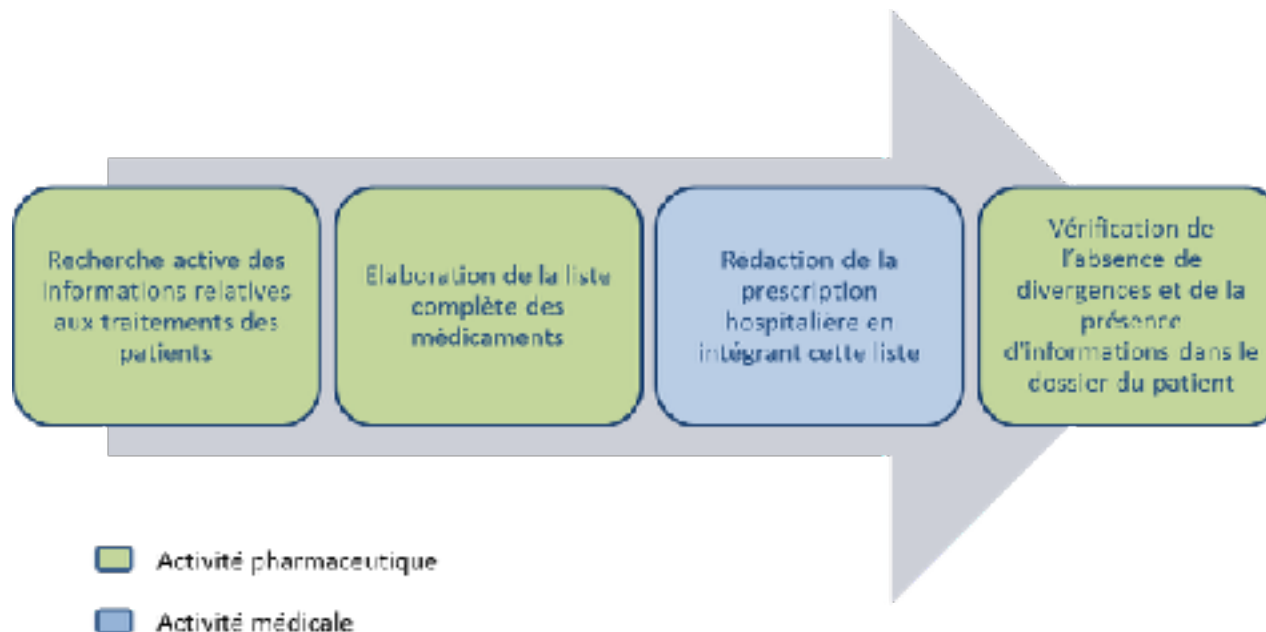 Recherche active des
informations relatives
aux traitements des
patients
Elaboration de la liste
complète des
médicaments
Rédaction de la
prescription
hospitalière en
intégrant cette liste
Vérification de
l'absence de
divergences et de la
présence
d'informations dans le
dossier du patient
Activité pharmaceutique
Activité médicale